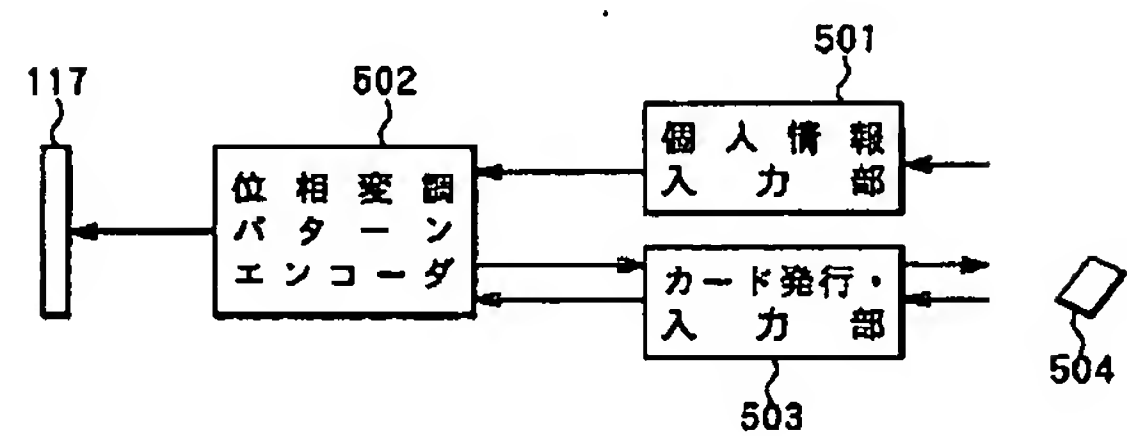 501
117
502
個人情報
入力部
位相変調
パターン
エンコーダ
カード発行・
入力部
504
503